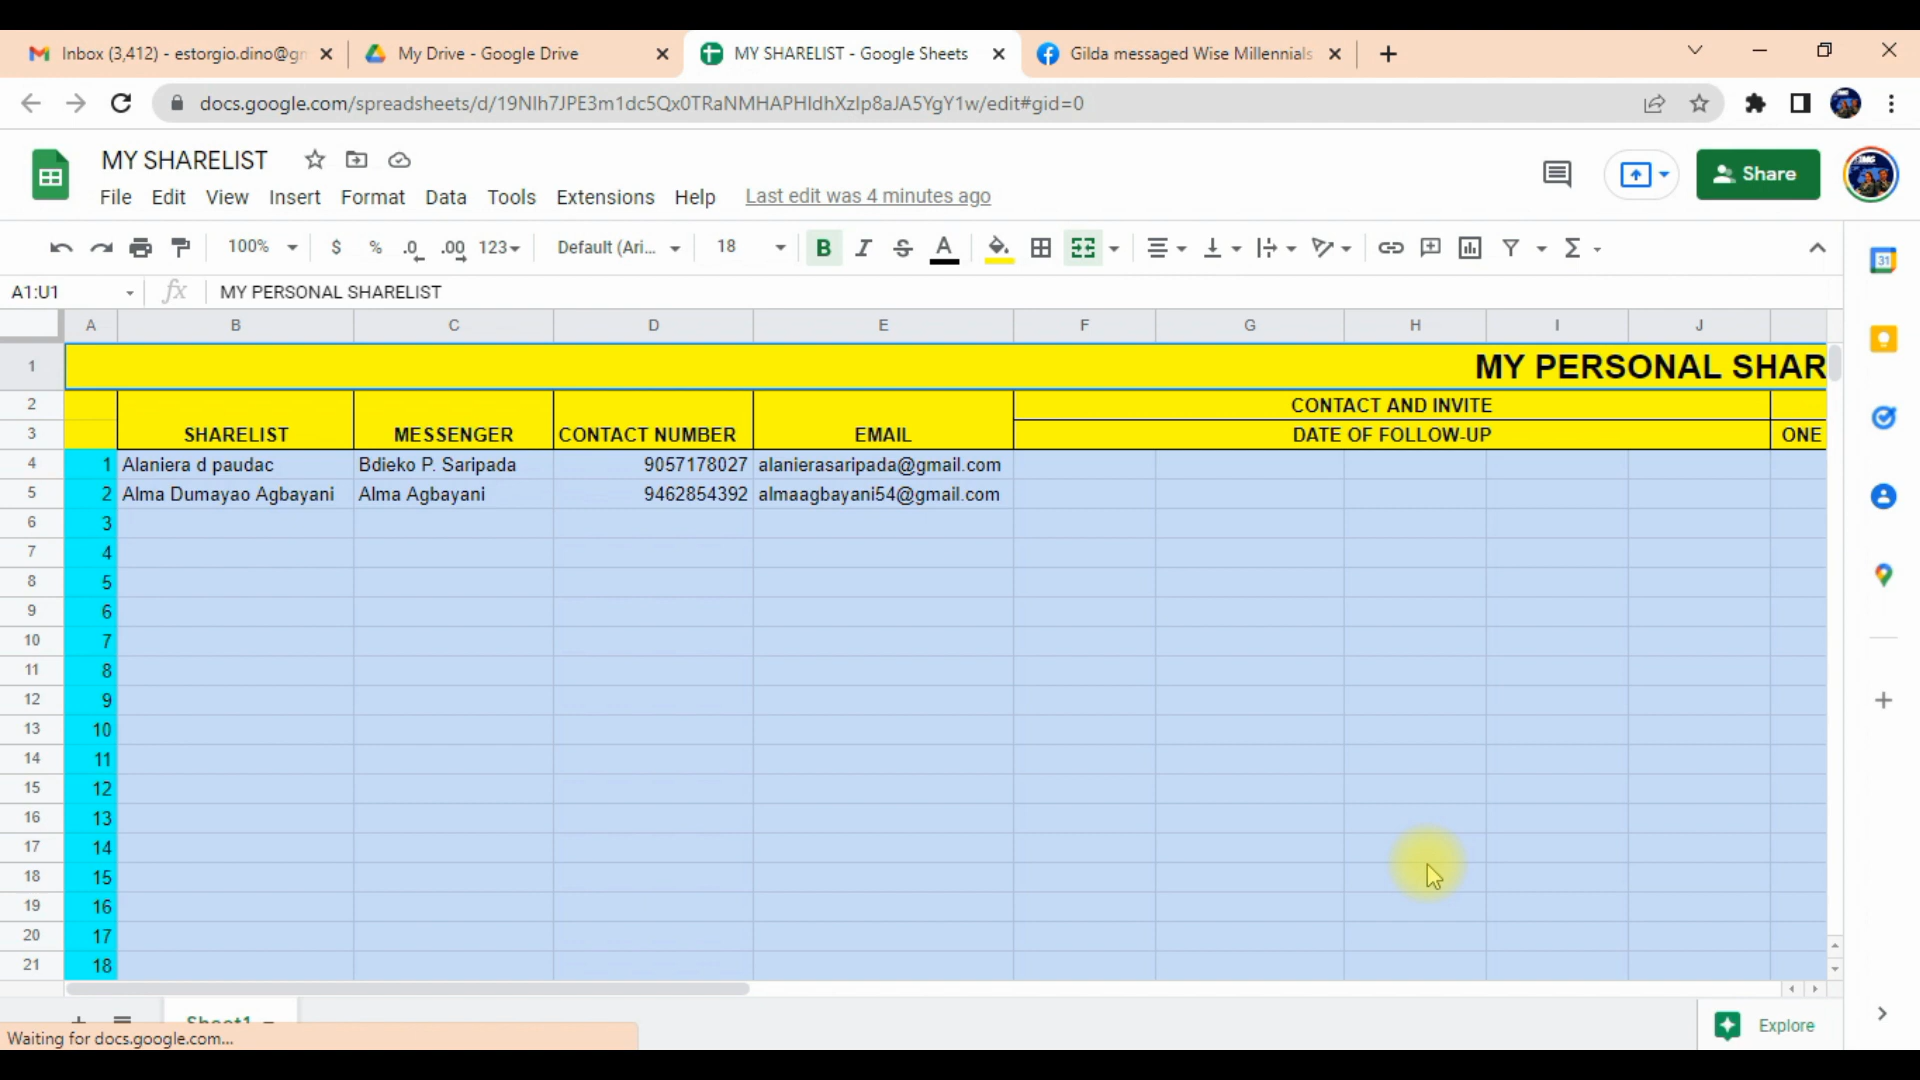 Inbox (3,412) - estorgio.dino@gm
My Drive - Google Drive
MY SHARELIST - Google Sheets
Gilda messaged Wise Millennials
docs.google.com/spreadsheets/d/19NIh7JPE3m1dc5Qx0TRaNMHAPHIdhXzIp8aJA5YgY1w/edit#gid=0
MY SHARELIST
Share
File Edit View Insert Format Data Tools Extensions Help Last edit was 4 minutes ago
100% $ % .0 .00 123 Default (Ari... 18 B I S A
31
A1:U1 fx MY PERSONAL SHARELIST
A B C D E F G H I J
1 MY PERSONAL SHAR
2 CONTACT AND INVITE
3 SHARELIST MESSENGER CONTACT NUMBER EMAIL DATE OF FOLLOW-UP ONE
4 1 Alaniera d paudac Bdieko P. Saripada 9057178027 alanierasaripada@gmail.com
5 2 Alma Dumayao Agbayani Alma Agbayani 9462854392 almaagbayani54@gmail.com
6 3
7 4
8 5
9 6
10 7
11 8
12 9
13 10
14 11
15 12
16 13
17 14
18 15
19 16
20 17
21 18
Sheet1
Explore
Waiting for docs.google.com...